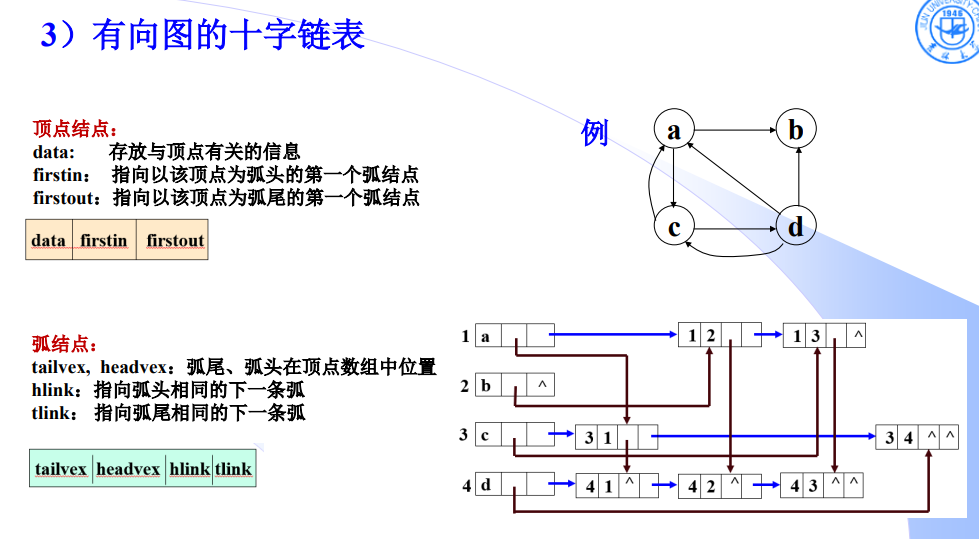 3）有向图的十字链表
1946
顶点结点：
data: 存放与顶点有关的信息
firstin： 指向以该顶点为弧头的第一个弧结点
firstout：指向以该顶点为弧尾的第一个弧结点
data firstin firstout
例
a b
c d
弧结点：
tailvex, headvex：弧尾、弧头在顶点数组中位置
hlink：指向弧头相同的下一条弧
tlink： 指向弧尾相同的下一条弧
tailvex headvex hlink tlink
1 a 1 2 1 3 ^
2 b ^
3 c 3 1 3 4 ^ ^
4 d 4 1 ^ 4 2 ^ 4 3 ^ ^